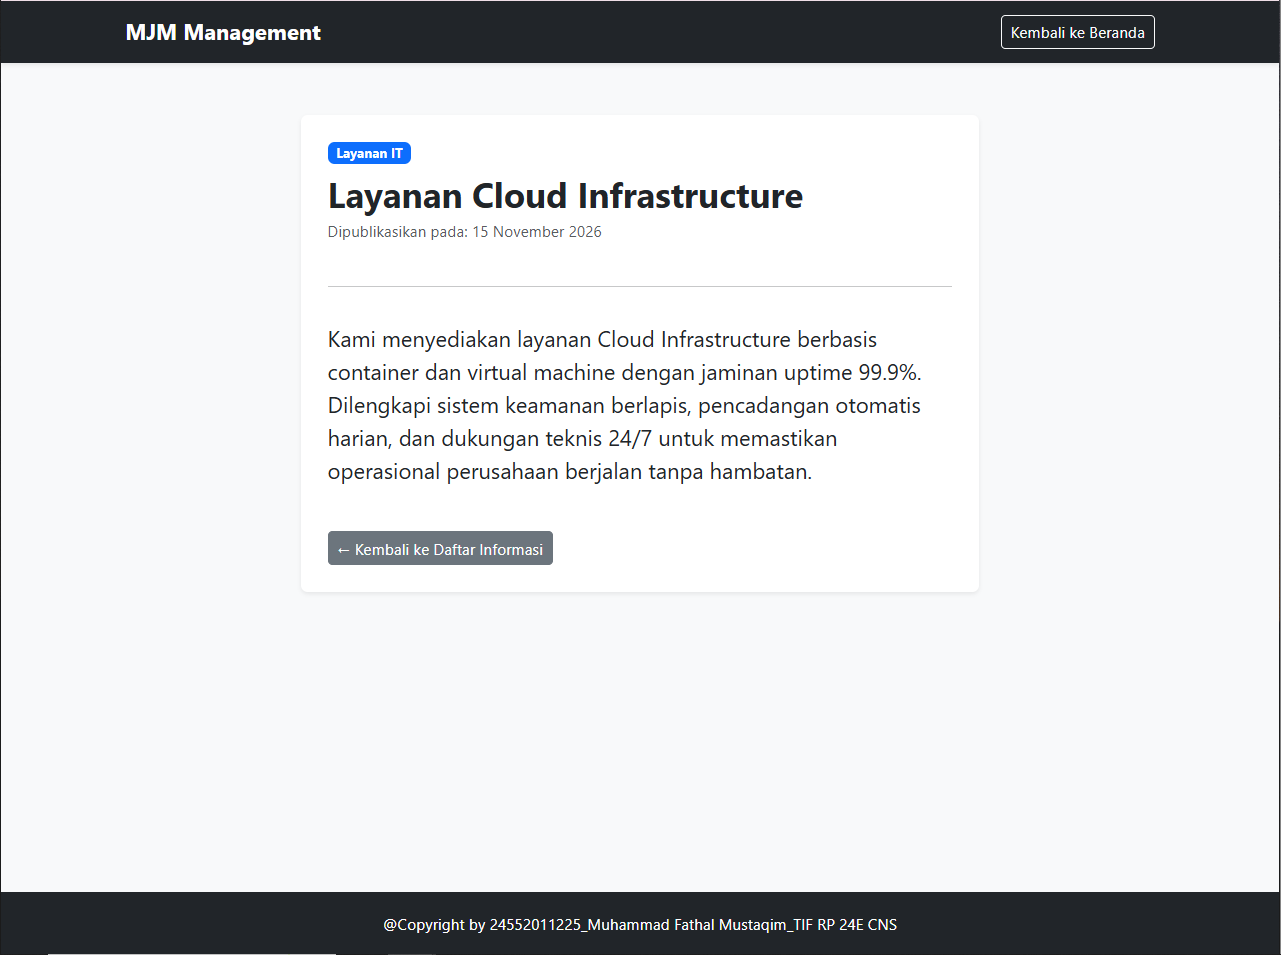 MJM Management
Kembali ke Beranda
Layanan IT
Layanan Cloud Infrastructure
Dipublikasikan pada: 15 November 2026
Kami menyediakan layanan Cloud Infrastructure berbasis
container dan virtual machine dengan jaminan uptime 99.9%.
Dilengkapi sistem keamanan berlapis, pencadangan otomatis
harian, dan dukungan teknis 24/7 untuk memastikan
operasional perusahaan berjalan tanpa hambatan.
← Kembali ke Daftar Informasi
@Copyright by 24552011225_Muhammad Fathal Mustaqim_TIF RP 24E CNS